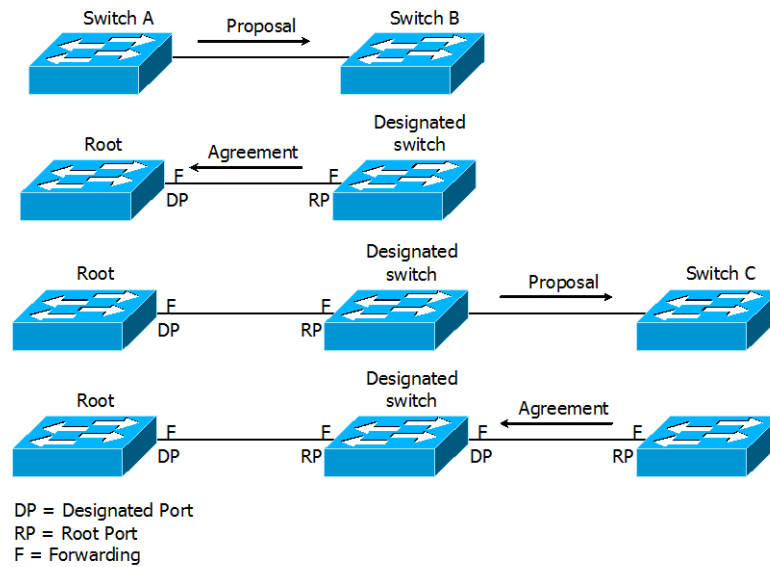 Switch A
Proposal
Switch B
Root
Agreement
Designated
switch
F
F
DP
RP
Root
Designated
switch
Proposal
Switch C
F
F
DP
RP
Root
Designated
switch
Agreement
F
F
F
F
DP
RP
DP
RP
DP = Designated Port
RP = Root Port
F = Forwarding